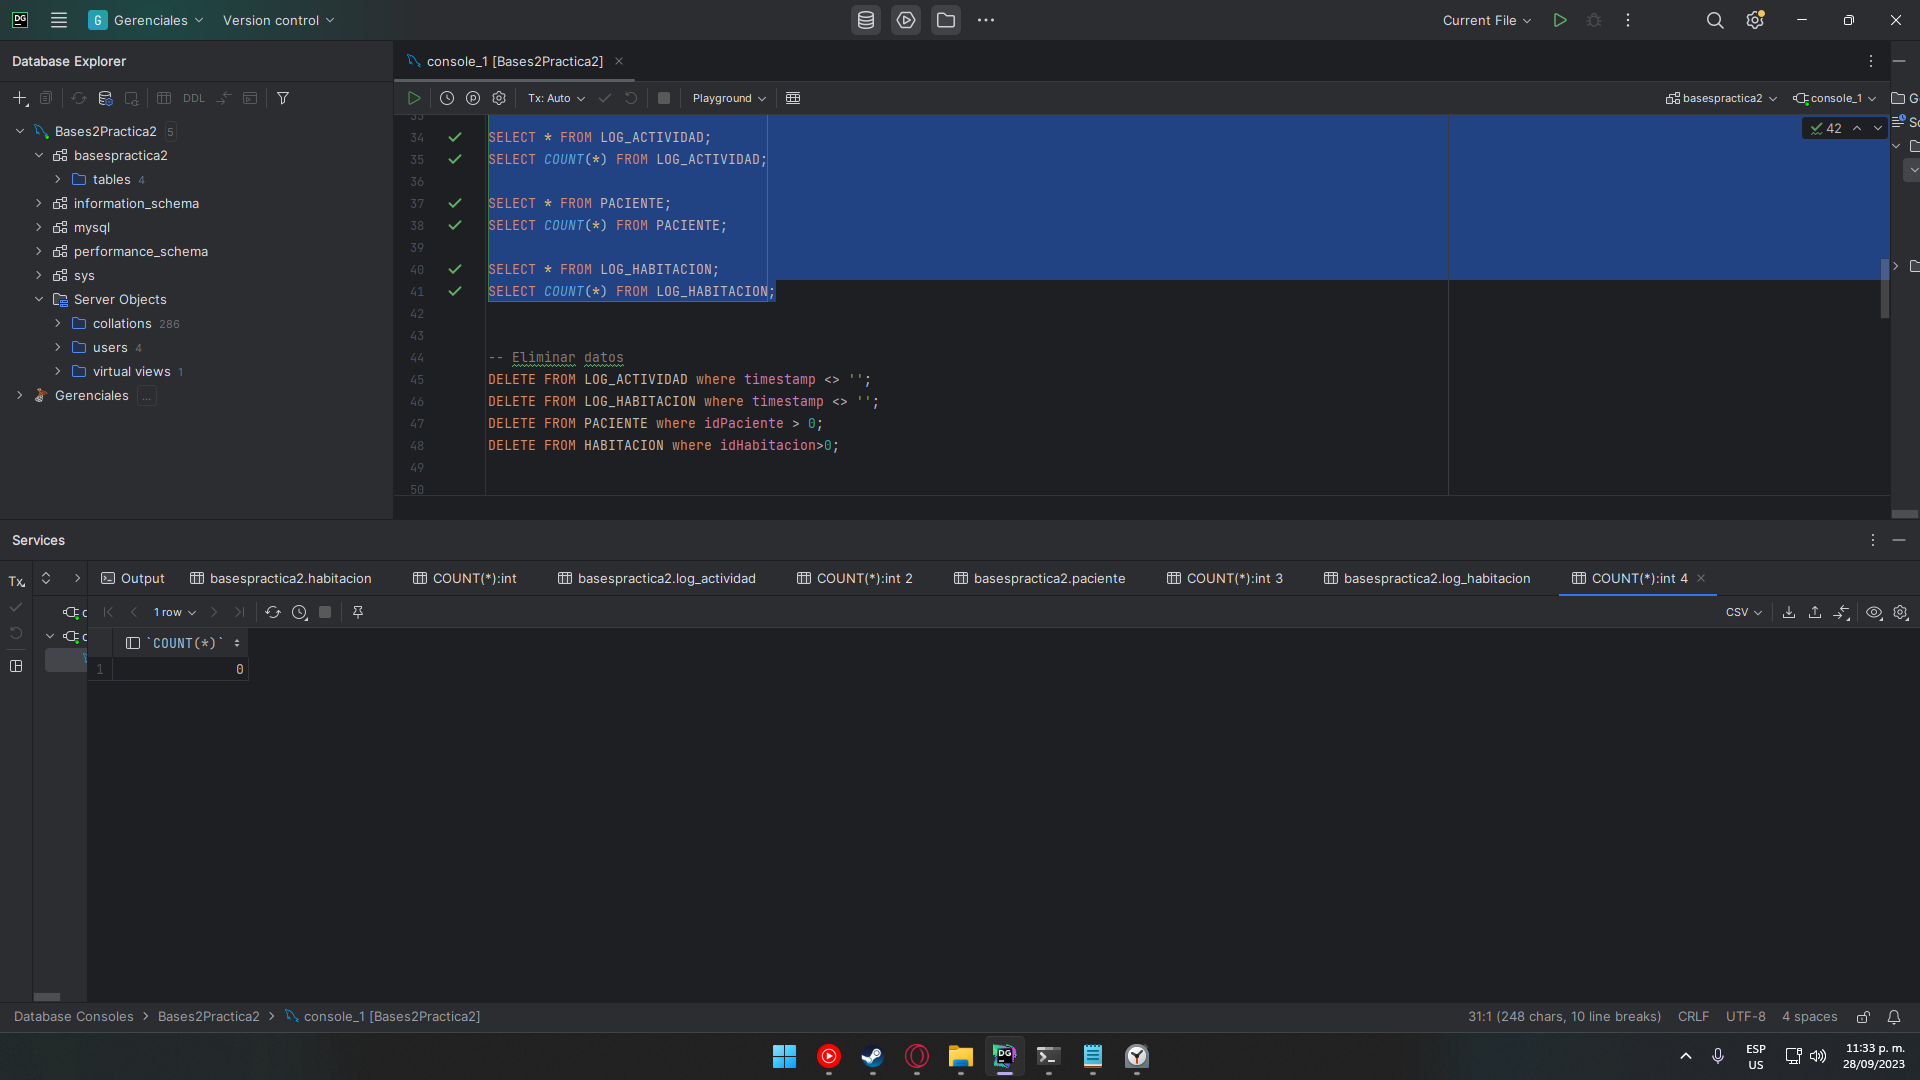 DG G Gerenciales Version control Current File
Database Explorer
console_1 [Bases2Practica2]
DDL
Tx: Auto Playground basespractica2 console_1 G
Bases2Practica2 5
basespractica2
tables 4
information_schema
mysql
performance_schema
sys
Server Objects
collations 286
users 4
virtual views 1
Gerenciales ...
42
33
34 SELECT * FROM LOG_ACTIVIDAD;
35 SELECT COUNT(*) FROM LOG_ACTIVIDAD;
36
37 SELECT * FROM PACIENTE;
38 SELECT COUNT(*) FROM PACIENTE;
39
40 SELECT * FROM LOG_HABITACION;
41 SELECT COUNT(*) FROM LOG_HABITACION;
42
43
44 -- Eliminar datos
45 DELETE FROM LOG_ACTIVIDAD where timestamp <> '';
46 DELETE FROM LOG_HABITACION where timestamp <> '';
47 DELETE FROM PACIENTE where idPaciente > 0;
48 DELETE FROM HABITACION where idHabitacion>0;
49
50
Sc
Services
Tx
Output basespractica2.habitacion COUNT(*):int basespractica2.log_actividad COUNT(*):int 2 basespractica2.paciente COUNT(*):int 3 basespractica2.log_habitacion COUNT(*):int 4
1 row CSV
`COUNT(*)`
1 0
Database Consoles > Bases2Practica2 > console_1 [Bases2Practica2]
31:1 (248 chars, 10 line breaks) CRLF UTF-8 4 spaces
DG
ESP
US
11:33 p. m.
28/09/2023